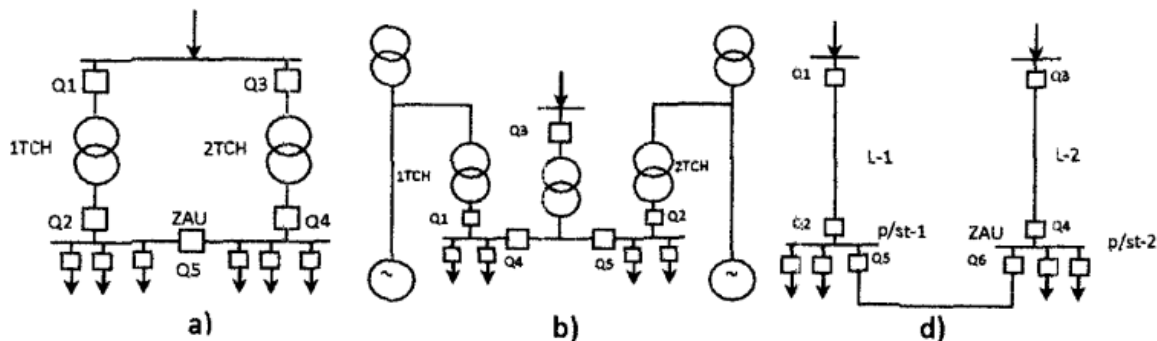 Q1
Q3
1TCH
2TCH
Q2
ZAU
Q4
Q5
a)
Q3
1TCH
2TCH
Q1
Q2
Q4
Q5
b)
Q1
Q3
L-1
L-2
Q2
p/st-1
ZAU
Q4
p/st-2
Q5
Q6
d)
~
~